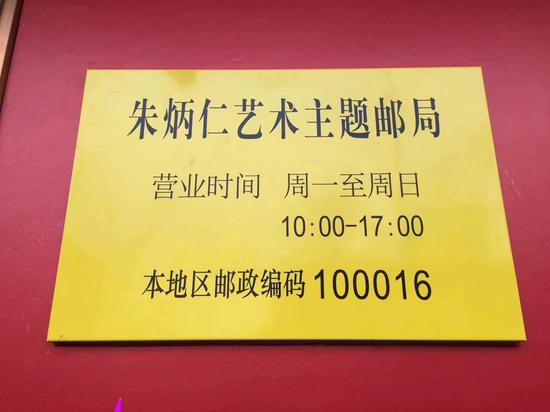 朱炳仁艺术主题邮局
营业时间 周一至周日
10:00-17:00
本地区邮政编码 100016